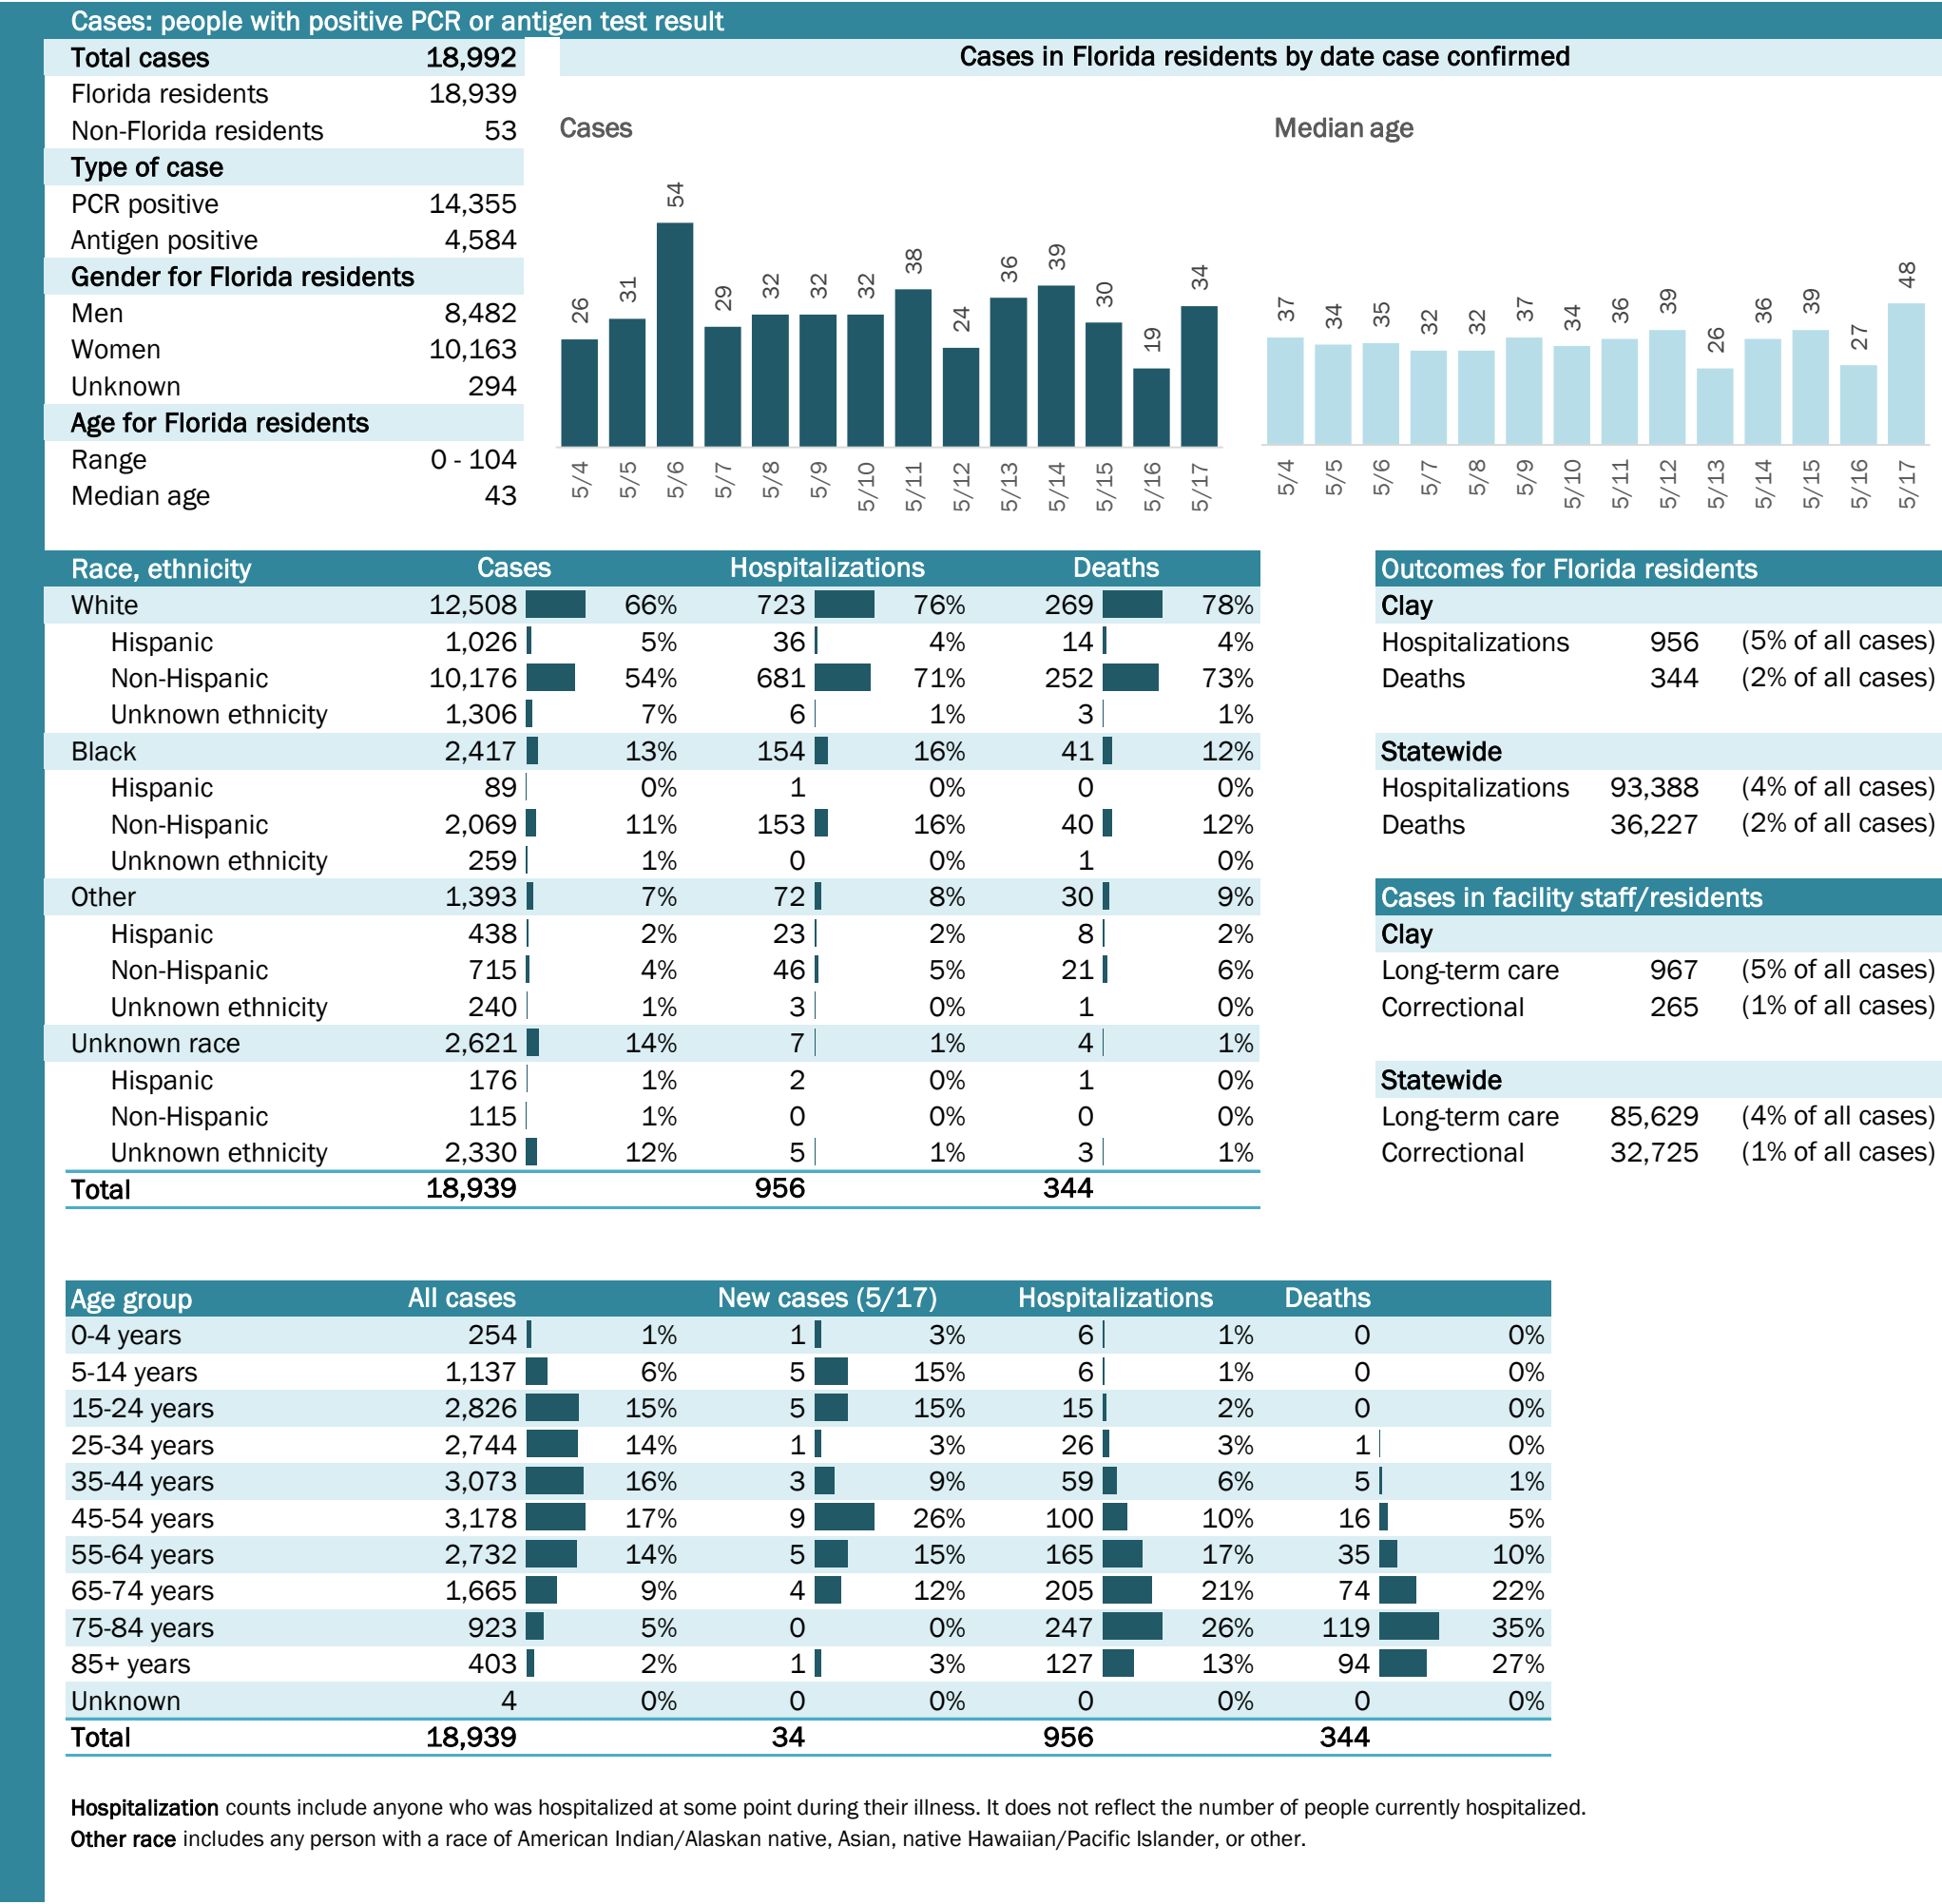 Cases: people with positive PCR or antigen test result
Total cases 18,992
Florida residents 18,939
Non-Florida residents 53
Type of case
PCR positive 14,355
Antigen positive 4,584
Gender for Florida residents
Men 8,482
Women 10,163
Unknown 294
Age for Florida residents
Range 0 - 104
Median age 43
Cases in Florida residents by date case confirmed
Cases
26 31 54 29 32 32 32 38 24 36 39 30 19 34
5/4 5/5 5/6 5/7 5/8 5/9 5/10 5/11 5/12 5/13 5/14 5/15 5/16 5/17
Median age
37 34 35 32 32 37 34 36 39 26 36 39 27 48
5/4 5/5 5/6 5/7 5/8 5/9 5/10 5/11 5/12 5/13 5/14 5/15 5/16 5/17
Race, ethnicity Cases Hospitalizations Deaths
White 12,508 66% 723 76% 269 78%
Hispanic 1,026 5% 36 4% 14 4%
Non-Hispanic 10,176 54% 681 71% 252 73%
Unknown ethnicity 1,306 7% 6 1% 3 1%
Black 2,417 13% 154 16% 41 12%
Hispanic 89 0% 1 0% 0 0%
Non-Hispanic 2,069 11% 153 16% 40 12%
Unknown ethnicity 259 1% 0 0% 1 0%
Other 1,393 7% 72 8% 30 9%
Hispanic 438 2% 23 2% 8 2%
Non-Hispanic 715 4% 46 5% 21 6%
Unknown ethnicity 240 1% 3 0% 1 0%
Unknown race 2,621 14% 7 1% 4 1%
Hispanic 176 1% 2 0% 1 0%
Non-Hispanic 115 1% 0 0% 0 0%
Unknown ethnicity 2,330 12% 5 1% 3 1%
Total 18,939 956 344
Outcomes for Florida residents
Clay
Hospitalizations 956 (5% of all cases)
Deaths 344 (2% of all cases)
Statewide
Hospitalizations 93,388 (4% of all cases)
Deaths 36,227 (2% of all cases)
Cases in facility staff/residents
Clay
Long-term care 967 (5% of all cases)
Correctional 265 (1% of all cases)
Statewide
Long-term care 85,629 (4% of all cases)
Correctional 32,725 (1% of all cases)
Age group All cases New cases (5/17) Hospitalizations Deaths
0-4 years 254 1% 1 3% 6 1% 0 0%
5-14 years 1,137 6% 5 15% 6 1% 0 0%
15-24 years 2,826 15% 5 15% 15 2% 0 0%
25-34 years 2,744 14% 1 3% 26 3% 1 0%
35-44 years 3,073 16% 3 9% 59 6% 5 1%
45-54 years 3,178 17% 9 26% 100 10% 16 5%
55-64 years 2,732 14% 5 15% 165 17% 35 10%
65-74 years 1,665 9% 4 12% 205 21% 74 22%
75-84 years 923 5% 0 0% 247 26% 119 35%
85+ years 403 2% 1 3% 127 13% 94 27%
Unknown 4 0% 0 0% 0 0% 0 0%
Total 18,939 34 956 344
Hospitalization counts include anyone who was hospitalized at some point during their illness. It does not reflect the number of people currently hospitalized.
Other race includes any person with a race of American Indian/Alaskan native, Asian, native Hawaiian/Pacific Islander, or other.